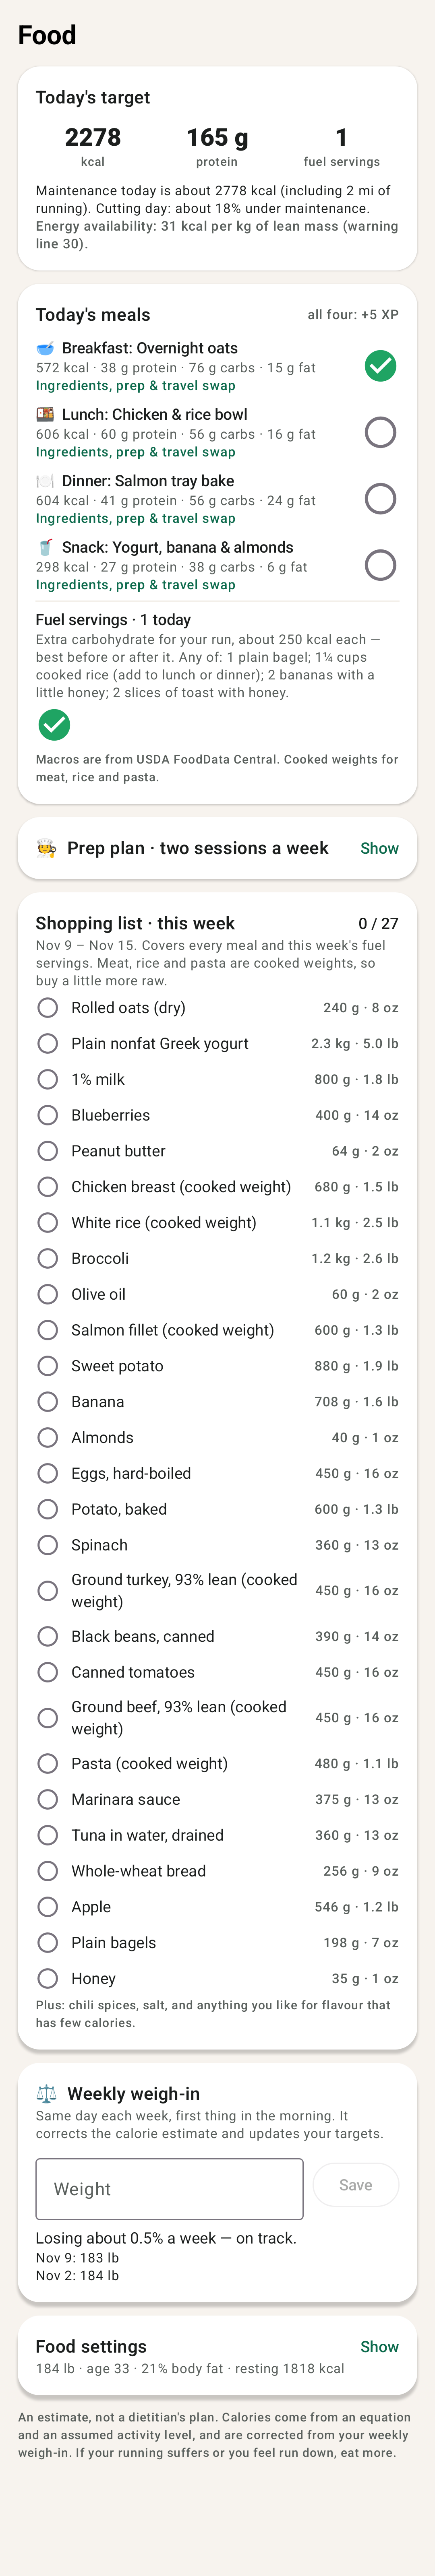 Food
Today's target
2278
kcal
165 g
protein
1
fuel servings
Maintenance today is about 2778 kcal (including 2 mi of
running). Cutting day: about 18% under maintenance.
Energy availability: 31 kcal per kg of lean mass (warning
line 30).
Today's meals
all four: +5 XP
Breakfast: Overnight oats
572 kcal · 38 g protein · 76 g carbs · 15 g fat
Ingredients, prep & travel swap
Lunch: Chicken & rice bowl
606 kcal · 60 g protein · 56 g carbs · 16 g fat
Ingredients, prep & travel swap
Dinner: Salmon tray bake
604 kcal · 41 g protein · 56 g carbs · 24 g fat
Ingredients, prep & travel swap
Snack: Yogurt, banana & almonds
298 kcal · 27 g protein · 38 g carbs · 6 g fat
Ingredients, prep & travel swap
Fuel servings · 1 today
Extra carbohydrate for your run, about 250 kcal each —
best before or after it. Any of: 1 plain bagel; 1¼ cups
cooked rice (add to lunch or dinner); 2 bananas with a
little honey; 2 slices of toast with honey.
Macros are from USDA FoodData Central. Cooked weights for
meat, rice and pasta.
Prep plan · two sessions a week
Show
Shopping list · this week
0 / 27
Nov 9 – Nov 15. Covers every meal and this week's fuel
servings. Meat, rice and pasta are cooked weights, so
buy a little more raw.
Rolled oats (dry) 240 g · 8 oz
Plain nonfat Greek yogurt 2.3 kg · 5.0 lb
1% milk 800 g · 1.8 lb
Blueberries 400 g · 14 oz
Peanut butter 64 g · 2 oz
Chicken breast (cooked weight) 680 g · 1.5 lb
White rice (cooked weight) 1.1 kg · 2.5 lb
Broccoli 1.2 kg · 2.6 lb
Olive oil 60 g · 2 oz
Salmon fillet (cooked weight) 600 g · 1.3 lb
Sweet potato 880 g · 1.9 lb
Banana 708 g · 1.6 lb
Almonds 40 g · 1 oz
Eggs, hard-boiled 450 g · 16 oz
Potato, baked 600 g · 1.3 lb
Spinach 360 g · 13 oz
Ground turkey, 93% lean (cooked
weight)
450 g · 16 oz
Black beans, canned 390 g · 14 oz
Canned tomatoes 450 g · 16 oz
Ground beef, 93% lean (cooked
weight)
450 g · 16 oz
Pasta (cooked weight) 480 g · 1.1 lb
Marinara sauce 375 g · 13 oz
Tuna in water, drained 360 g · 13 oz
Whole-wheat bread 256 g · 9 oz
Apple 546 g · 1.2 lb
Plain bagels 198 g · 7 oz
Honey 35 g · 1 oz
Plus: chili spices, salt, and anything you like for flavour that
has few calories.
Weekly weigh-in
Same day each week, first thing in the morning. It
corrects the calorie estimate and updates your targets.
Weight
Save
Losing about 0.5% a week — on track.
Nov 9: 183 lb
Nov 2: 184 lb
Food settings
Show
184 lb · age 33 · 21% body fat · resting 1818 kcal
An estimate, not a dietitian's plan. Calories come from an equation
and an assumed activity level, and are corrected from your weekly
weigh-in. If your running suffers or you feel run down, eat more.